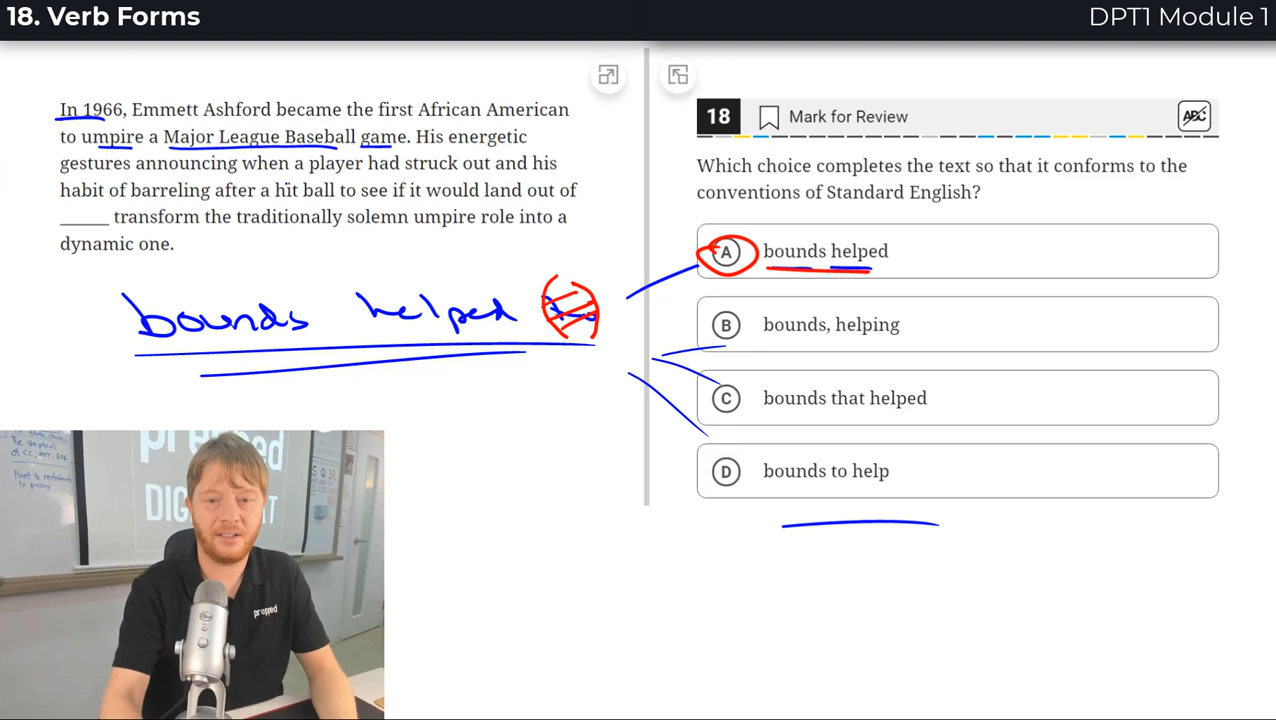 18. Verb Forms
DPT1 Module 1
In 1966, Emmett Ashford became the first African American
to umpire a Major League Baseball game. His energetic
gestures announcing when a player had struck out and his
habit of barreling after a hit ball to see if it would land out of
______ transform the traditionally solemn umpire role into a
dynamic one.
bounds helped
18 Mark for Review ABC
Which choice completes the text so that it conforms to the
conventions of Standard English?
A bounds helped
B bounds, helping
C bounds that helped
D bounds to help
prepped
DIG
prepped